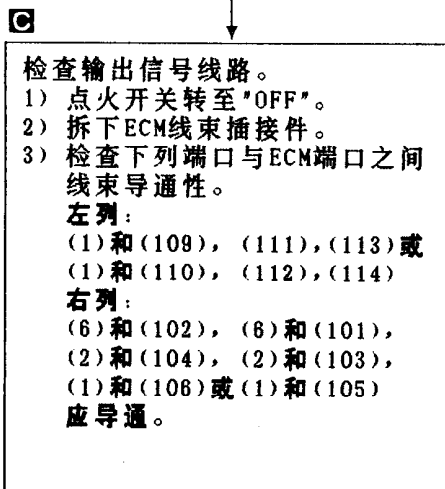 C
检查输出信号线路。
1) 点火开关转至"OFF"。
2) 拆下ECM线束插接件。
3) 检查下列端口与ECM端口之间
线束导通性。
左列:
(1)和(109), (111),(113)或
(1)和(110), (112),(114)
右列:
(6)和(102), (6)和(101),
(2)和(104), (2)和(103),
(1)和(106)或(1)和(105)
应导通。